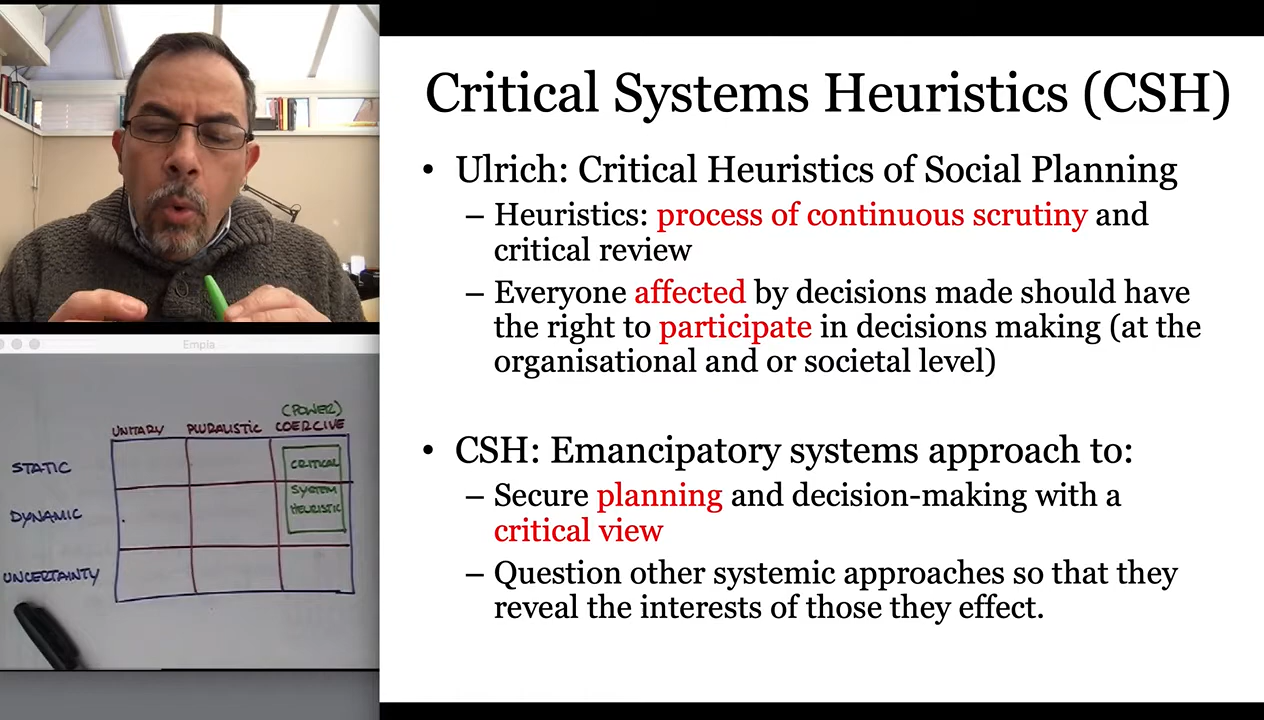 Critical Systems Heuristics (CSH)
• Ulrich: Critical Heuristics of Social Planning
– Heuristics: process of continuous scrutiny and
critical review
– Everyone affected by decisions made should have
the right to participate in decisions making (at the
organisational and or societal level)
• CSH: Emancipatory systems approach to:
– Secure planning and decision-making with a
critical view
– Question other systemic approaches so that they
reveal the interests of those they effect.
Empla
(POWER)
UNITARY PLURALISTIC COERCIVE
STATIC
CRITICAL
SYSTEM
HEURISTIC
DYNAMIC
UNCERTAINTY